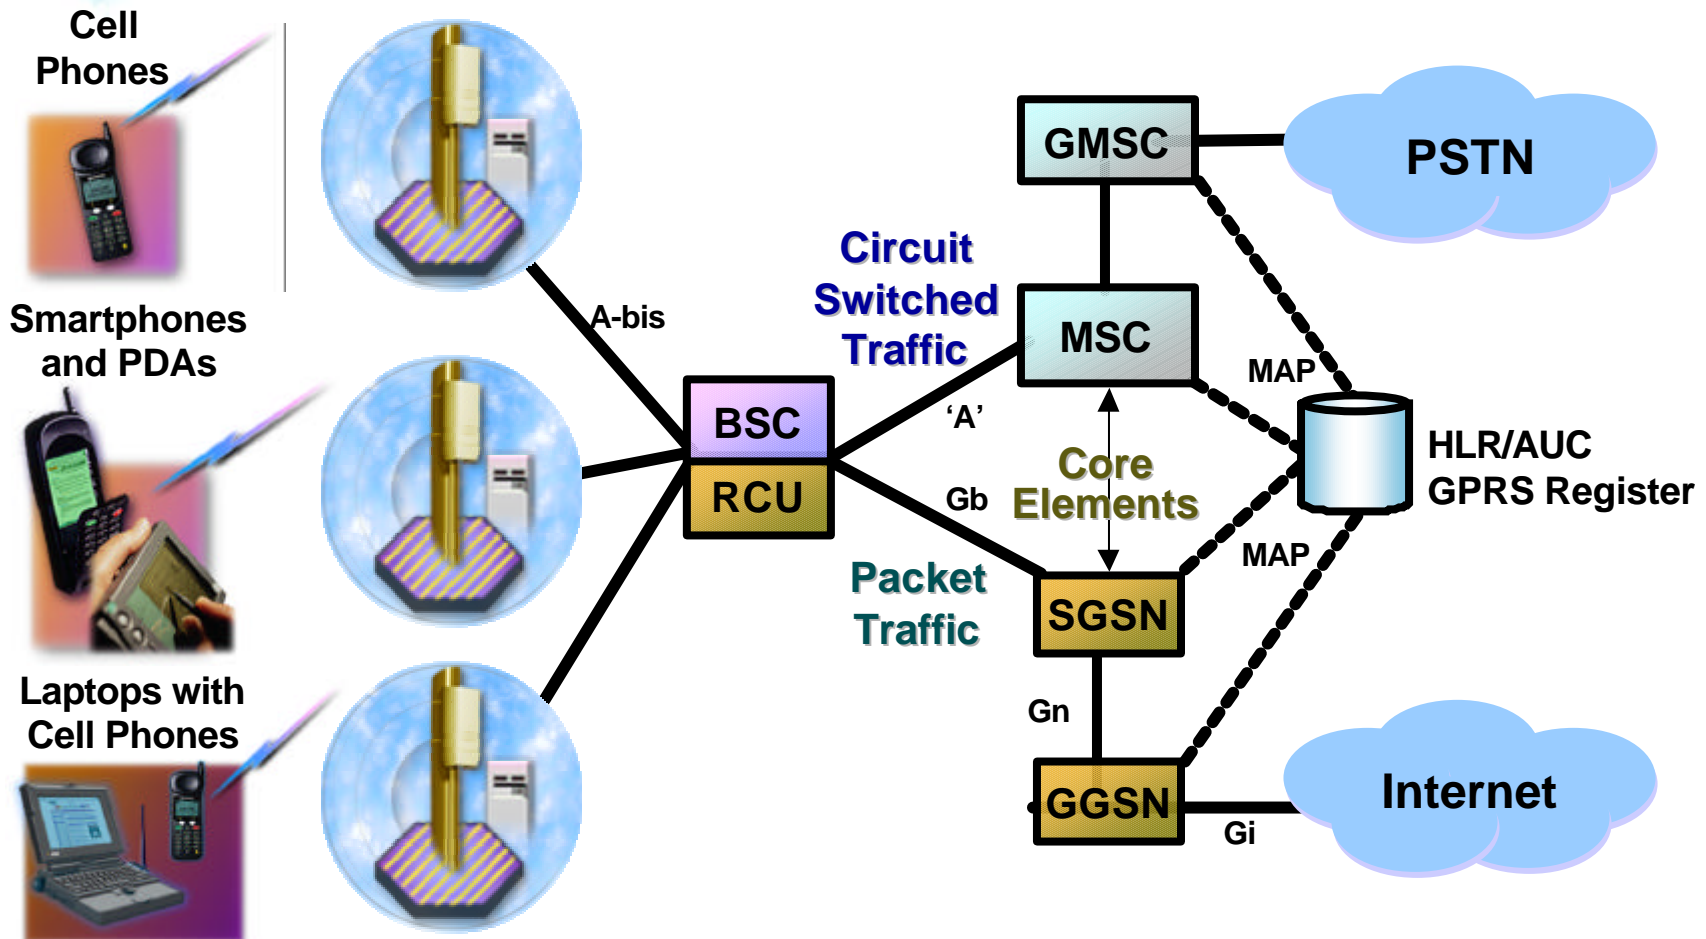 Cell
Phones
Smartphones
and PDAs
Laptops with
Cell Phones
A-bis
BSC
RCU
Circuit
Switched
Traffic
‘A’
Gb
Packet
Traffic
GMSC
MSC
Core
Elements
SGSN
Gn
GGSN
Gi
MAP
MAP
HLR/AUC
GPRS Register
PSTN
Internet